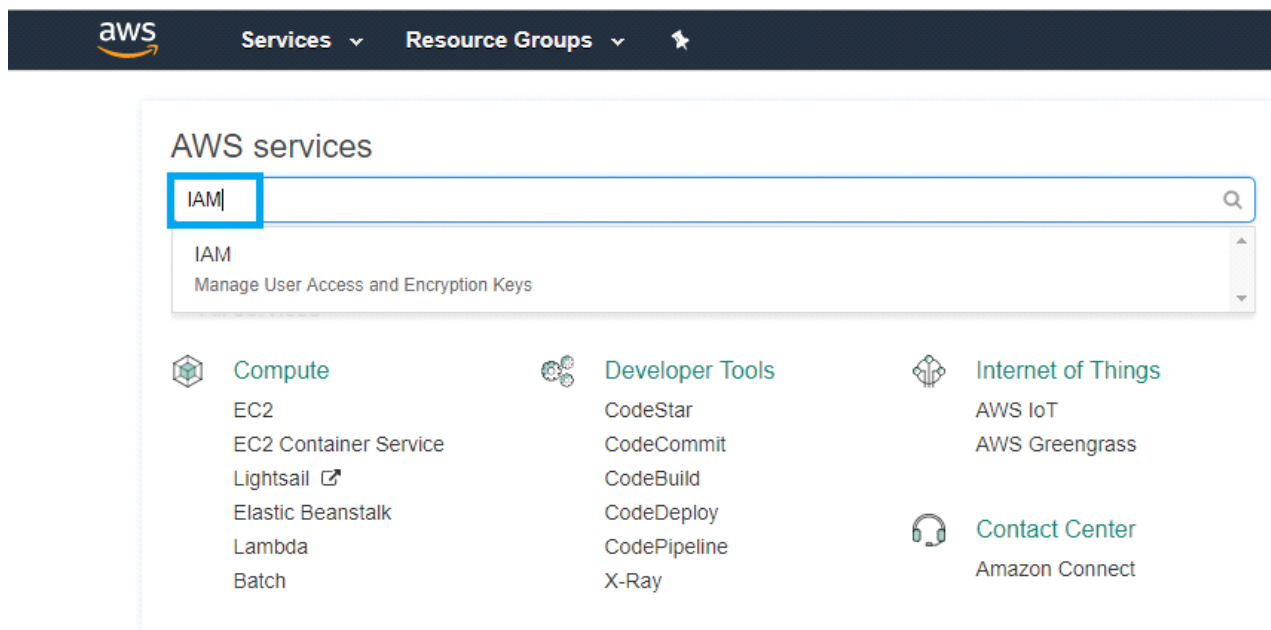 aws Services Resource Groups
AWS services
IAM
IAM
Manage User Access and Encryption Keys
Compute
EC2
EC2 Container Service
Lightsail
Elastic Beanstalk
Lambda
Batch
Developer Tools
CodeStar
CodeCommit
CodeBuild
CodeDeploy
CodePipeline
X-Ray
Internet of Things
AWS IoT
AWS Greengrass
Contact Center
Amazon Connect